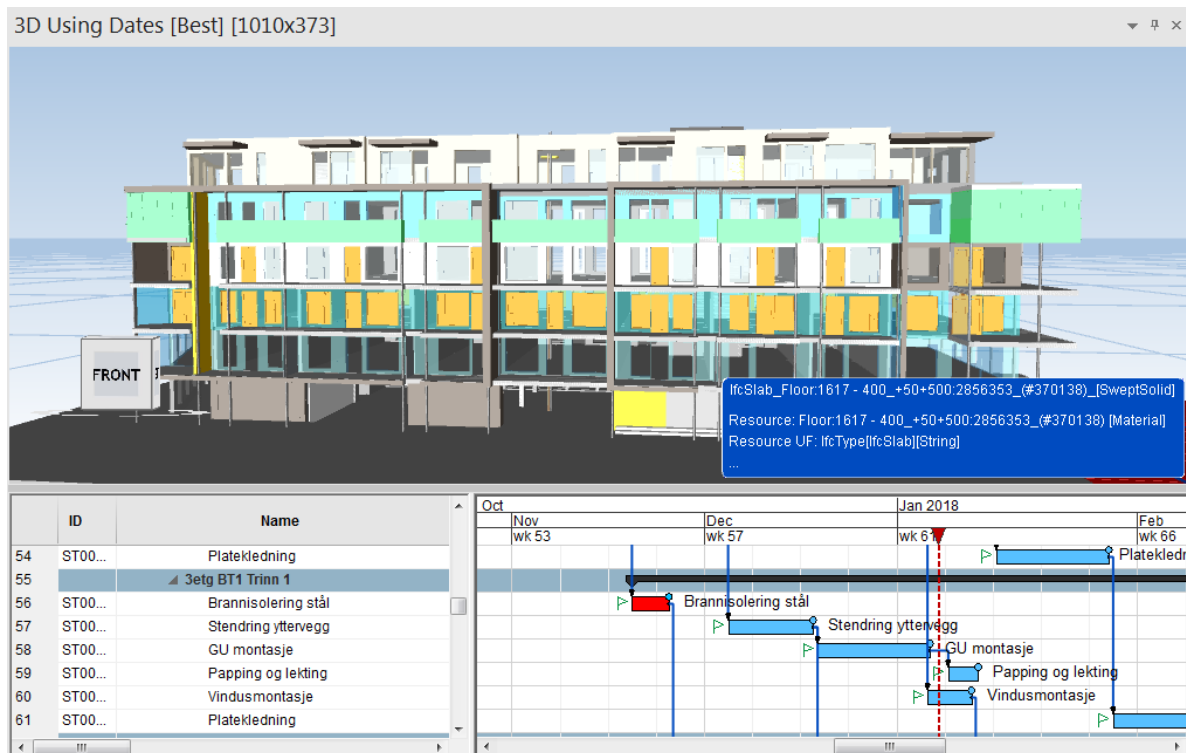 3D Using Dates [Best] [1010x373]
FRONT
IfcSlab_Floor:1617 - 400_+50+500:2856353_(#370138)_[SweptSolid]
Resource: Floor:1617 - 400_+50+500:2856353_(#370138) [Material]
Resource UF: IfcType[IfcSlab][String]
...
ID Name
Oct Jan 2018
Nov Dec Feb
wk 53 wk 57 wk 61 wk 66
54 ST00... Platekledning
55 3etg BT1 Trinn 1
56 ST00... Brannisolering stål Brannisolering stål
57 ST00... Stendring yttervegg Stendring yttervegg
58 ST00... GU montasje GU montasje
59 ST00... Papping og lekting Papping og lekting
60 ST00... Vindusmontasje Vindusmontasje
61 ST00... Platekledning